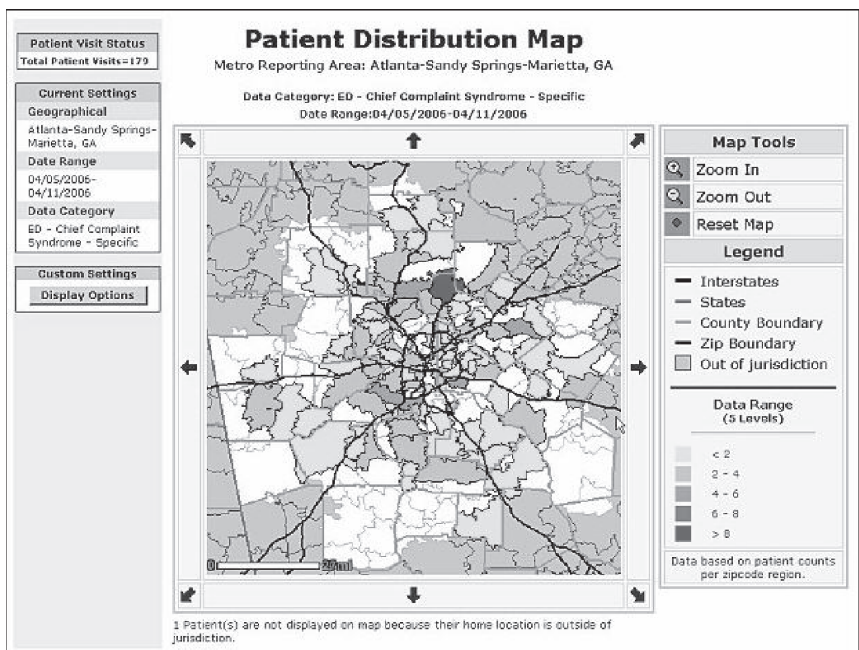 Patient Visit Status
Total Patient Visits=179
Current Settings
Geographical
Atlanta-Sandy Springs-
Marietta, GA
Date Range
04/05/2006-
04/11/2006
Data Category
ED - Chief Complaint
Syndrome - Specific
Custom Settings
Display Options
Patient Distribution Map
Metro Reporting Area: Atlanta-Sandy Springs-Marietta, GA
Data Category: ED - Chief Complaint Syndrome - Specific
Date Range:04/05/2006-04/11/2006
0 20 mi
1 Patient(s) are not displayed on map because their home location is outside of
jurisdiction.
Map Tools
Zoom In
Zoom Out
Reset Map
Legend
Interstates
States
County Boundary
Zip Boundary
Out of jurisdiction
Data Range
(5 Levels)
< 2
2 - 4
4 - 6
6 - 8
> 8
Data based on patient counts
per zipcode region.